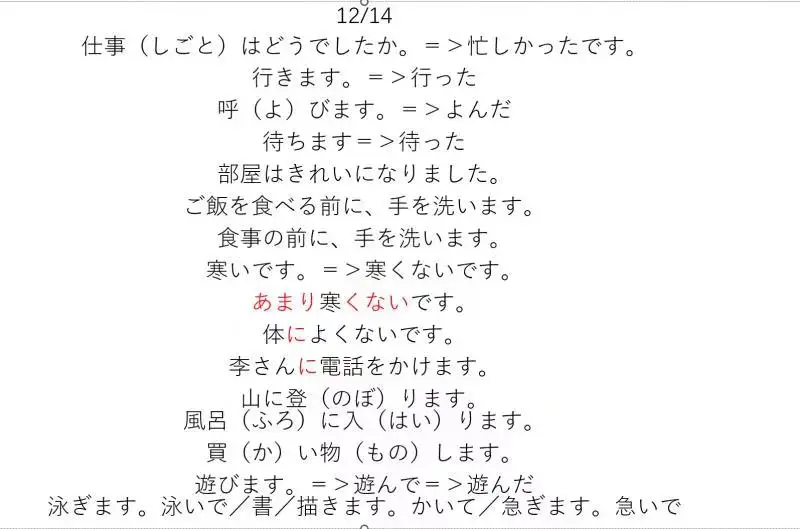 12/14
仕事（しごと）はどうでしたか。＝＞忙しかったです。
行きます。＝＞行った
呼（よ）びます。＝＞よんだ
待ちます＝＞待った
部屋はきれいになりました。
ご飯を食べる前に、手を洗います。
食事の前に、手を洗います。
寒いです。＝＞寒くないです。
あまり寒くないです。
体によくないです。
李さんに電話をかけます。
山に登（のぼ）ります。
風呂（ふろ）に入（はい）ります。
買（か）い物（もの）します。
遊びます。＝＞遊んで＝＞遊んだ
泳ぎます。泳いで／書／描きます。かいて／急ぎます。急いで